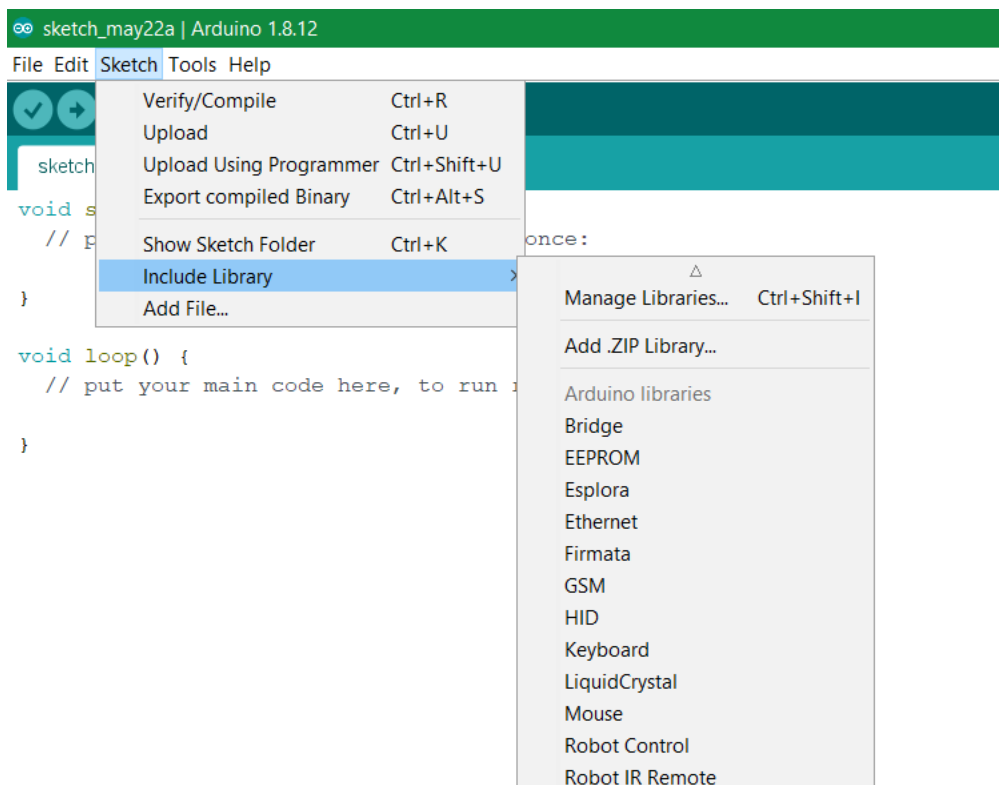 sketch_may22a | Arduino 1.8.12
File Edit Sketch Tools Help
Verify/Compile Ctrl+R
Upload Ctrl+U
sketch Upload Using Programmer Ctrl+Shift+U
Export compiled Binary Ctrl+Alt+S
void s
// p Show Sketch Folder Ctrl+K once:
Include Library
Manage Libraries... Ctrl+Shift+I
} Add File...
Add .ZIP Library...
void loop() {
// put your main code here, to run
Arduino libraries
Bridge
}
EEPROM
Esplora
Ethernet
Firmata
GSM
HID
Keyboard
LiquidCrystal
Mouse
Robot Control
Robot IR Remote